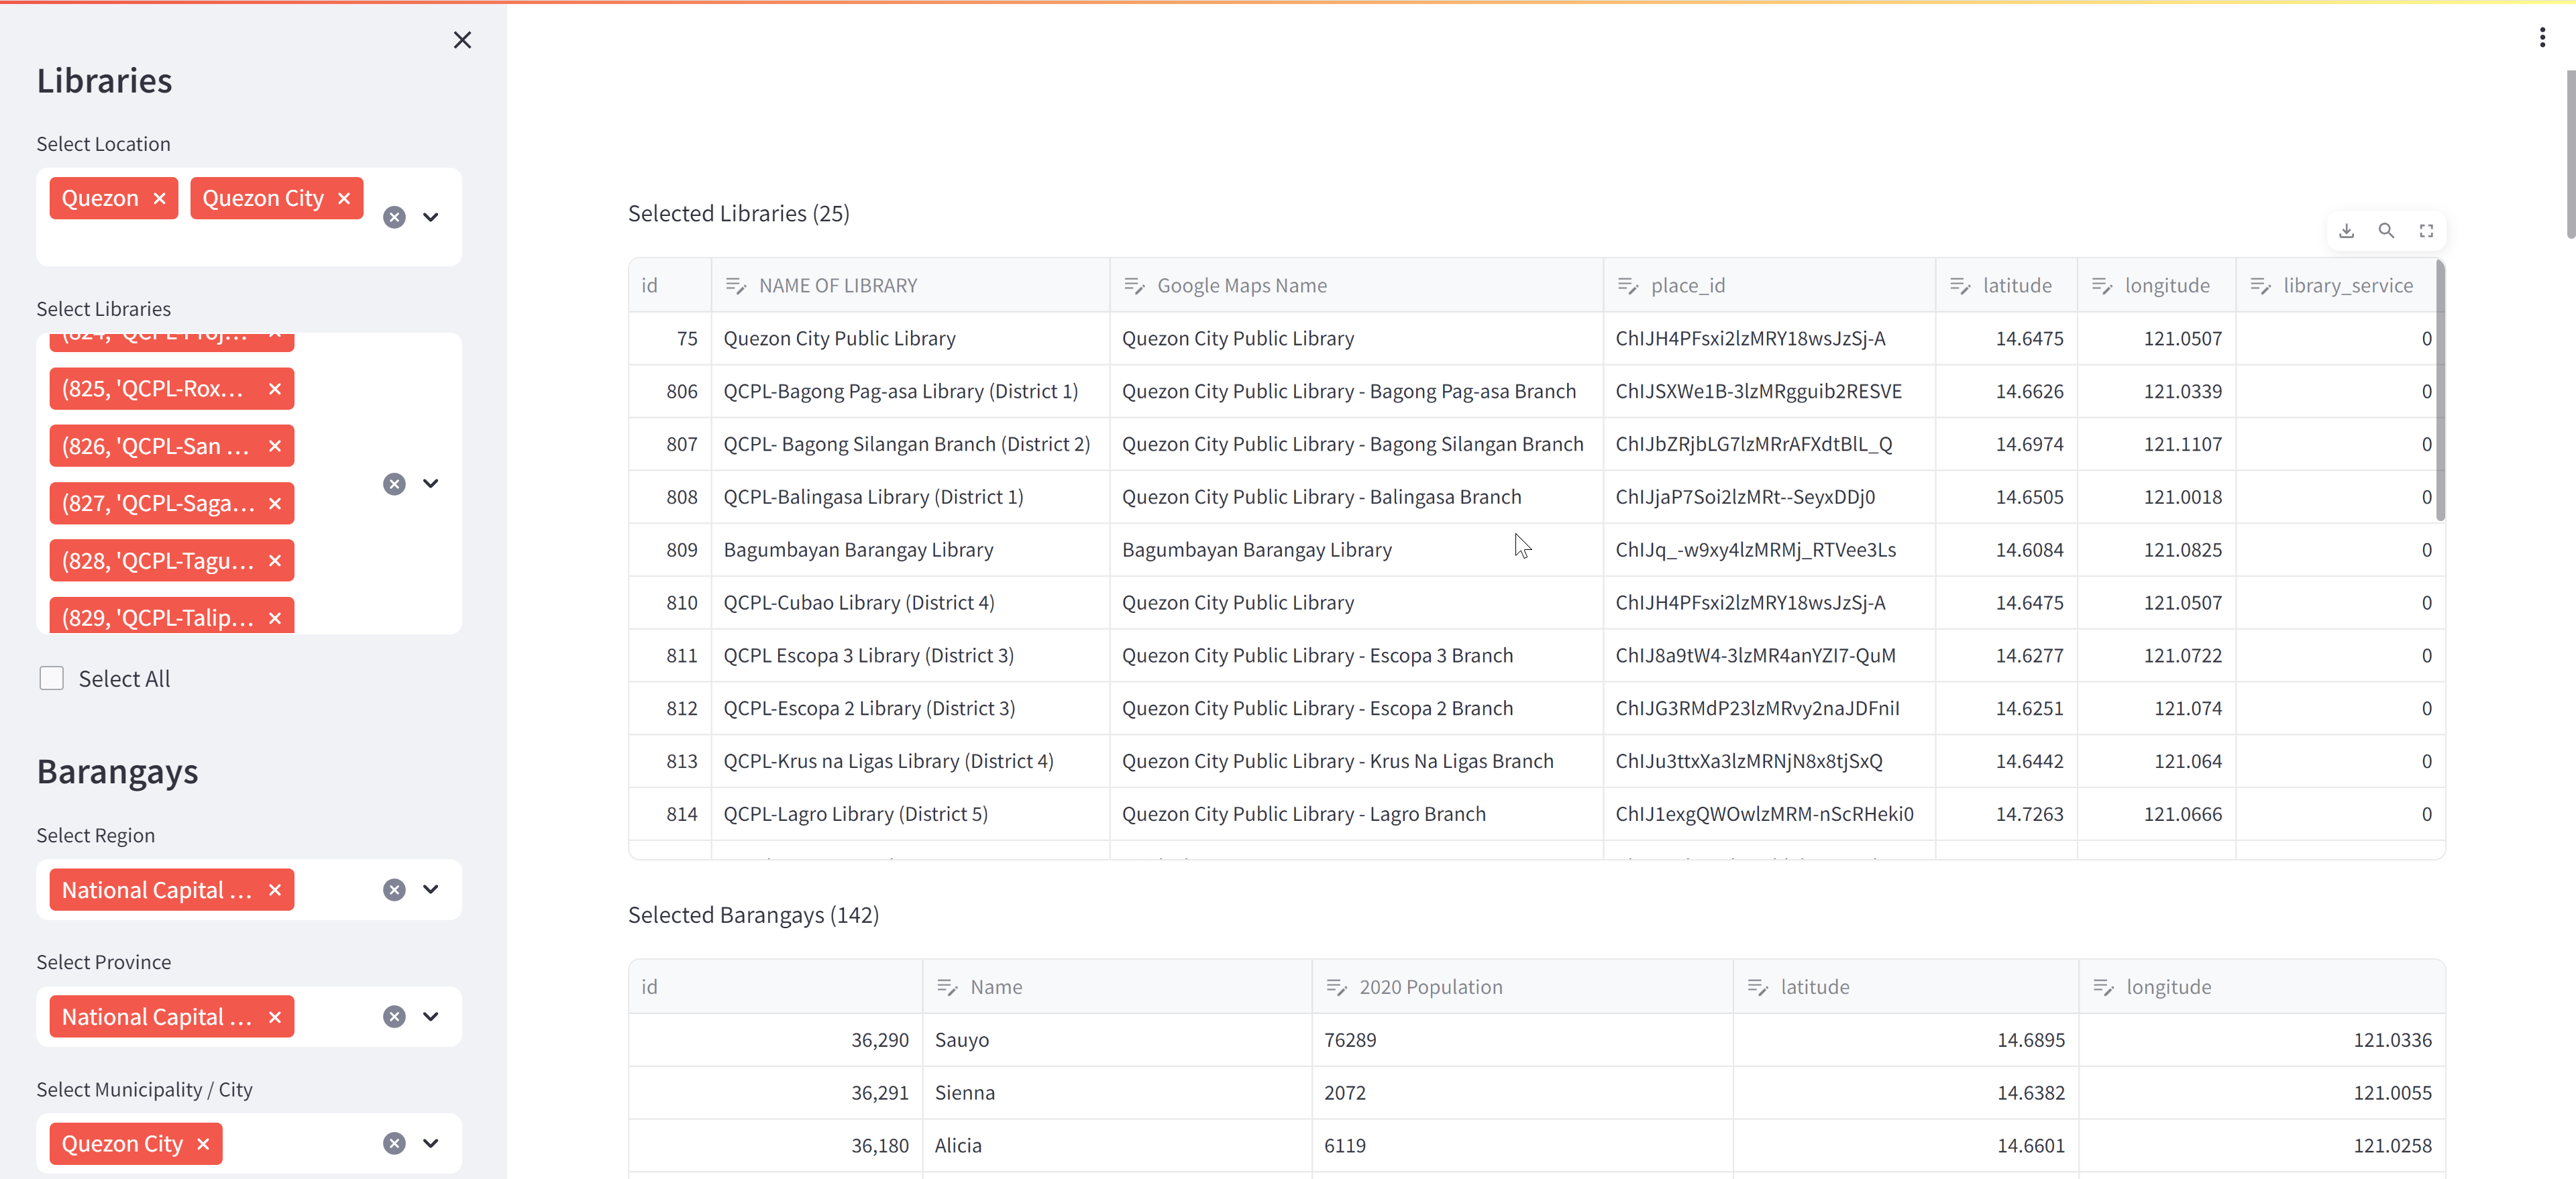 Libraries
Select Location
Quezon
Quezon City
Select Libraries
(824, 'QCPL-Proj...
(825, 'QCPL-Rox...
(826, 'QCPL-San ...
(827, 'QCPL-Saga...
(828, 'QCPL-Tagu...
(829, 'QCPL-Talip...
Select All
Barangays
Select Region
National Capital ...
Select Province
National Capital ...
Select Municipality / City
Quezon City
Selected Libraries (25)
id NAME OF LIBRARY Google Maps Name place_id latitude longitude library_service
75 Quezon City Public Library Quezon City Public Library ChIJH4PFsxi2lzMRY18wsJzSj-A 14.6475 121.0507 0
806 QCPL-Bagong Pag-asa Library (District 1) Quezon City Public Library - Bagong Pag-asa Branch ChIJSXWe1B-3lzMRgguib2RESVE 14.6626 121.0339 0
807 QCPL- Bagong Silangan Branch (District 2) Quezon City Public Library - Bagong Silangan Branch ChIJbZRjbLG7lzMRrAFXdtBlL_Q 14.6974 121.1107 0
808 QCPL-Balingasa Library (District 1) Quezon City Public Library - Balingasa Branch ChIJjaP7Soi2lzMRt--SeyxDDj0 14.6505 121.0018 0
809 Bagumbayan Barangay Library Bagumbayan Barangay Library ChIJq_-w9xy4lzMRMj_RTVee3Ls 14.6084 121.0825 0
810 QCPL-Cubao Library (District 4) Quezon City Public Library ChIJH4PFsxi2lzMRY18wsJzSj-A 14.6475 121.0507 0
811 QCPL Escopa 3 Library (District 3) Quezon City Public Library - Escopa 3 Branch ChIJ8a9tW4-3lzMR4anYZI7-QuM 14.6277 121.0722 0
812 QCPL-Escopa 2 Library (District 3) Quezon City Public Library - Escopa 2 Branch ChIJG3RMdP23lzMRvy2naJDFniI 14.6251 121.074 0
813 QCPL-Krus na Ligas Library (District 4) Quezon City Public Library - Krus Na Ligas Branch ChIJu3ttxXa3lzMRNjN8x8tjSxQ 14.6442 121.064 0
814 QCPL-Lagro Library (District 5) Quezon City Public Library - Lagro Branch ChIJ1exgQWOwlzMRM-nScRHeki0 14.7263 121.0666 0
Selected Barangays (142)
id Name 2020 Population latitude longitude
36,290 Sauyo 76289 14.6895 121.0336
36,291 Sienna 2072 14.6382 121.0055
36,180 Alicia 6119 14.6601 121.0258